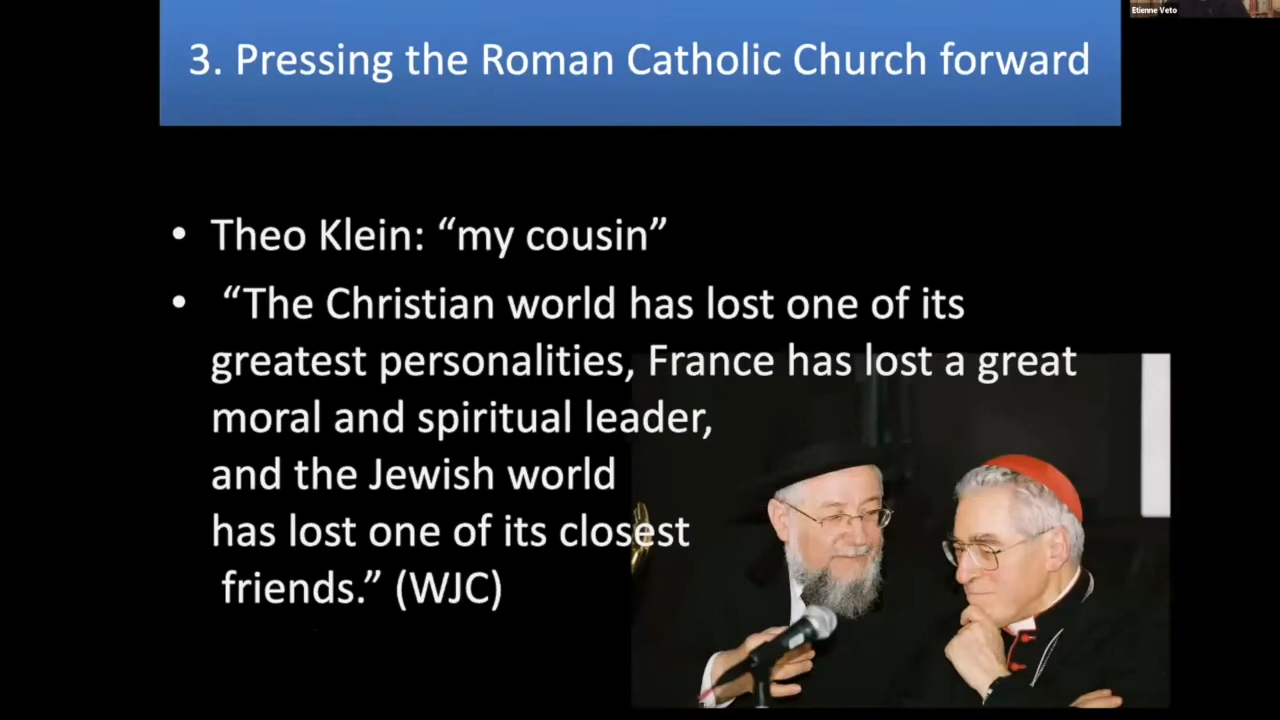 Etienne Veto
3. Pressing the Roman Catholic Church forward
• Theo Klein: “my cousin”
• “The Christian world has lost one of its
greatest personalities, France has lost a great
moral and spiritual leader,
and the Jewish world
has lost one of its closest
friends.” (WJC)